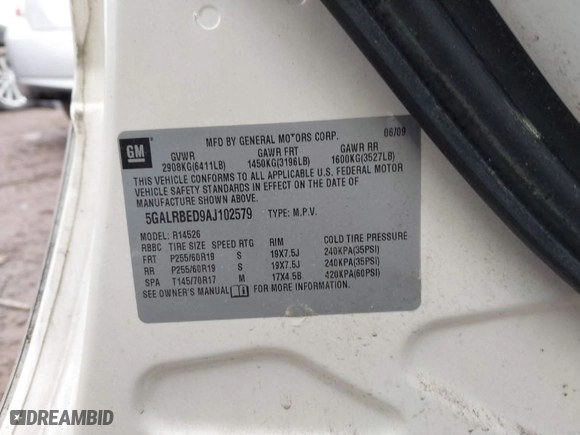 GM
MFD BY GENERAL MOTORS CORP. 06/09
GVWR GAWR FRT GAWR RR
2908KG(6411LB) 1450KG(3196LB) 1600KG(3527LB)
THIS VEHICLE CONFORMS TO ALL APPLICABLE U.S. FEDERAL MOTOR
VEHICLE SAFETY STANDARDS IN EFFECT ON THE DATE OF
MANUFACTURE SHOWN ABOVE.
5GALRBED9AJ102579 TYPE: M.P.V.
MODEL: R14526
RBBC TIRE SIZE SPEED RTG RIM COLD TIRE PRESSURE
FRT P255/60R19 S 19X7.5J 240KPA(35PSI)
RR P255/60R19 S 19X7.5J 240KPA(35PSI)
SPA T145/70R17 M 17X4.5B 420KPA(60PSI)
SEE OWNER'S MANUAL FOR MORE INFORMATION.
DREAMBID